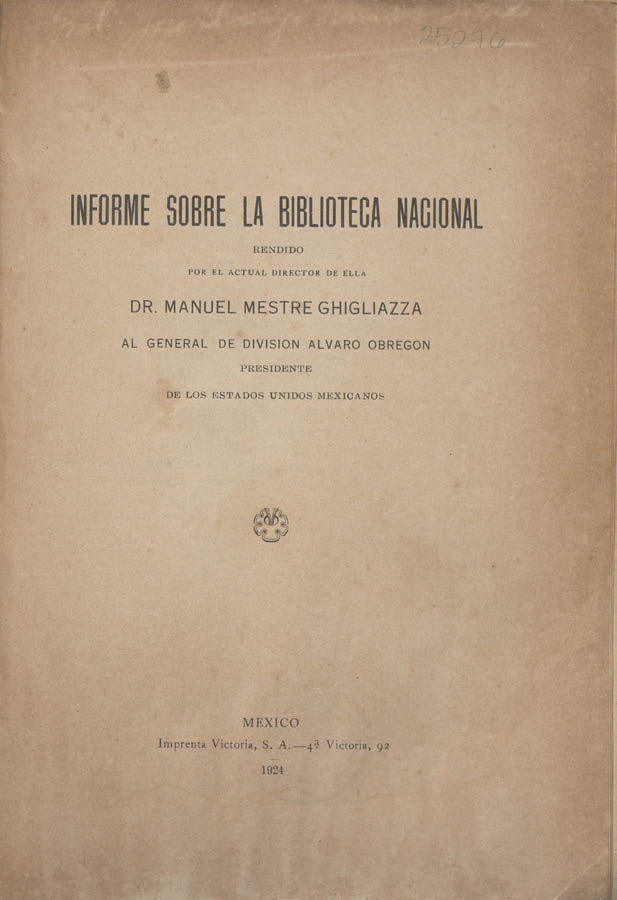 25276
INFORME SOBRE LA BIBLIOTECA NACIONAL
RENDIDO
POR EL ACTUAL DIRECTOR DE ELLA
DR. MANUEL MESTRE GHIGLIAZZA
AL GENERAL DE DIVISION ALVARO OBREGON
PRESIDENTE
DE LOS ESTADOS UNIDOS MEXICANOS
MEXICO
Imprenta Victoria, S. A.—4ª Victoria, 92
1924